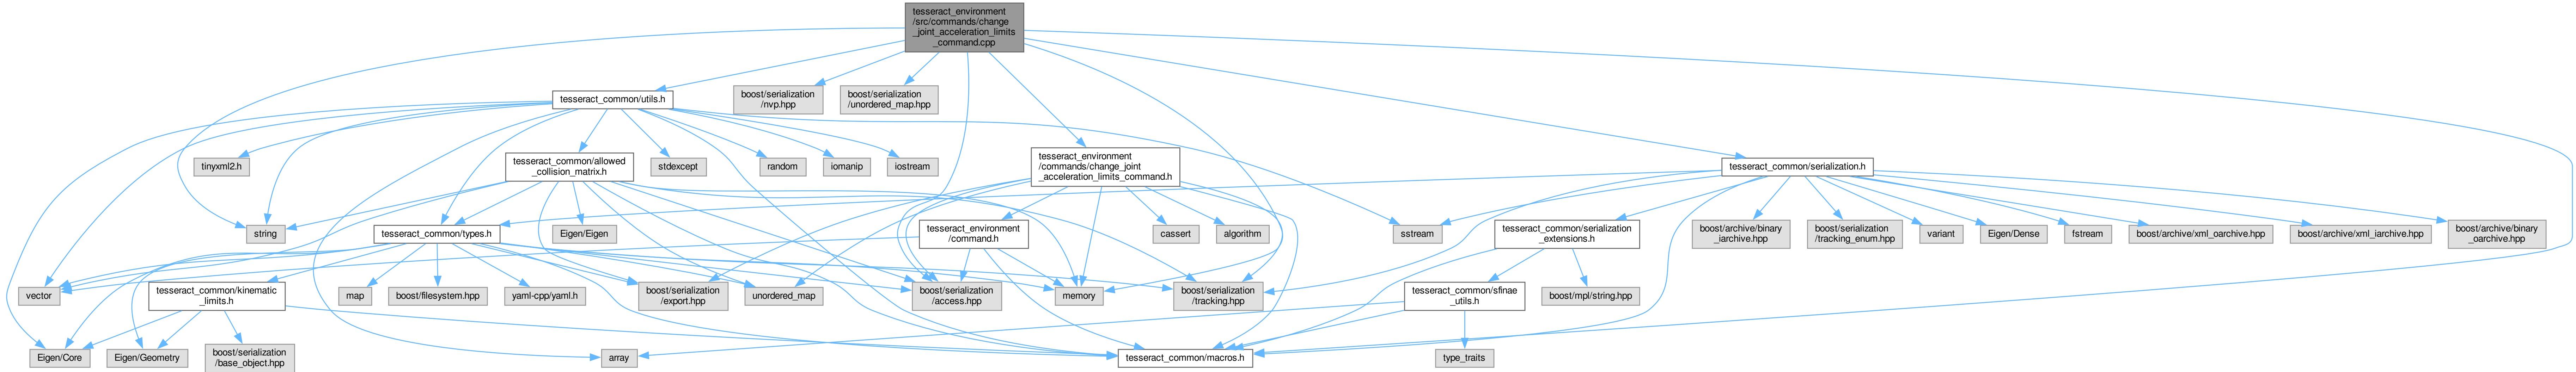 tesseract_environment
/src/commands/change
_joint_acceleration_limits
_command.cpp
tesseract_common/utils.h
boost/serialization
/nvp.hpp
boost/serialization
/unordered_map.hpp
tinyxml2.h
tesseract_common/allowed
_collision_matrix.h
stdexcept
random
iomanip
iostream
tesseract_environment
/commands/change_joint
_acceleration_limits_command.h
tesseract_common/serialization.h
string
tesseract_common/types.h
Eigen/Eigen
tesseract_environment
/command.h
cassert
algorithm
sstream
tesseract_common/serialization
_extensions.h
boost/archive/binary
_iarchive.hpp
boost/serialization
/tracking_enum.hpp
variant
Eigen/Dense
fstream
boost/archive/xml_oarchive.hpp
boost/archive/xml_iarchive.hpp
boost/archive/binary
_oarchive.hpp
vector
tesseract_common/kinematic
_limits.h
map
boost/filesystem.hpp
yaml-cpp/yaml.h
boost/serialization
/export.hpp
unordered_map
boost/serialization
/access.hpp
memory
boost/serialization
/tracking.hpp
tesseract_common/sfinae
_utils.h
boost/mpl/string.hpp
Eigen/Core
Eigen/Geometry
boost/serialization
/base_object.hpp
array
tesseract_common/macros.h
type_traits